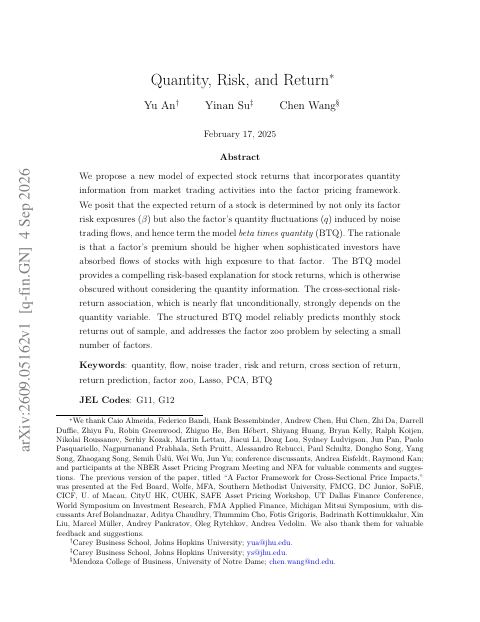 Quantity, Risk, and Return*
Yu An† Yinan Su‡ Chen Wang§
February 17, 2025
Abstract
We propose a new model of expected stock returns that incorporates quantity
information from market trading activities into the factor pricing framework.
We posit that the expected return of a stock is determined by not only its factor
risk exposures (β) but also the factor's quantity fluctuations (q) induced by noise
trading flows, and hence term the model beta times quantity (BTQ). The rationale
is that a factor's premium should be higher when sophisticated investors have
absorbed flows of stocks with high exposure to that factor. The BTQ model
provides a compelling risk-based explanation for stock returns, which is otherwise
obscured without considering the quantity information. The cross-sectional risk-
return association, which is nearly flat unconditionally, strongly depends on the
quantity variable. The structured BTQ model reliably predicts monthly stock
returns out of sample, and addresses the factor zoo problem by selecting a small
number of factors.
Keywords: quantity, flow, noise trader, risk and return, cross section of return,
return prediction, factor zoo, Lasso, PCA, BTQ
JEL Codes: G11, G12
*We thank Caio Almeida, Federico Bandi, Hank Bessembinder, Andrew Chen, Hui Chen, Zhi Da, Darrell
Duffie, Zhiyu Fu, Robin Greenwood, Zhiguo He, Ben Hébert, Shiyang Huang, Bryan Kelly, Ralph Koijen,
Nikolai Roussanov, Serhiy Kozak, Martin Lettau, Jiacui Li, Dong Lou, Sydney Ludvigson, Jun Pan, Paolo
Pasquariello, Nagpurnanand Prabhala, Seth Pruitt, Alessandro Rebucci, Paul Schultz, Dongho Song, Yang
Song, Zhaogang Song, Semih Üslü, Wei Wu, Jun Yu; conference discussants, Andrea Eisfeldt, Raymond Kan;
and participants at the NBER Asset Pricing Program Meeting and NFA for valuable comments and sugges-
tions. The previous version of the paper, titled "A Factor Framework for Cross-Sectional Price Impacts,"
was presented at the Fed Board, Wolfe, MFA, Southern Methodist University, FMCG, DC Junior, SoFiE,
CICF, U. of Macau, CityU HK, CUHK, SAFE Asset Pricing Workshop, UT Dallas Finance Conference,
World Symposium on Investment Research, FMA Applied Finance, Michigan Mitsui Symposium, with dis-
cussants Aref Bolandnazar, Aditya Chaudhry, Thummim Cho, Fotis Grigoris, Badrinath Kottimukkalur, Xin
Liu, Marcel Müller, Andrey Pankratov, Oleg Rytchkov, Andrea Vedolin. We also thank them for valuable
feedback and suggestions.
†Carey Business School, Johns Hopkins University; yua@jhu.edu.
‡Carey Business School, Johns Hopkins University; ys@jhu.edu.
§Mendoza College of Business, University of Notre Dame; chen.wang@nd.edu.
arXiv:2609.05162v1 [q-fin.GN] 4 Sep 2026